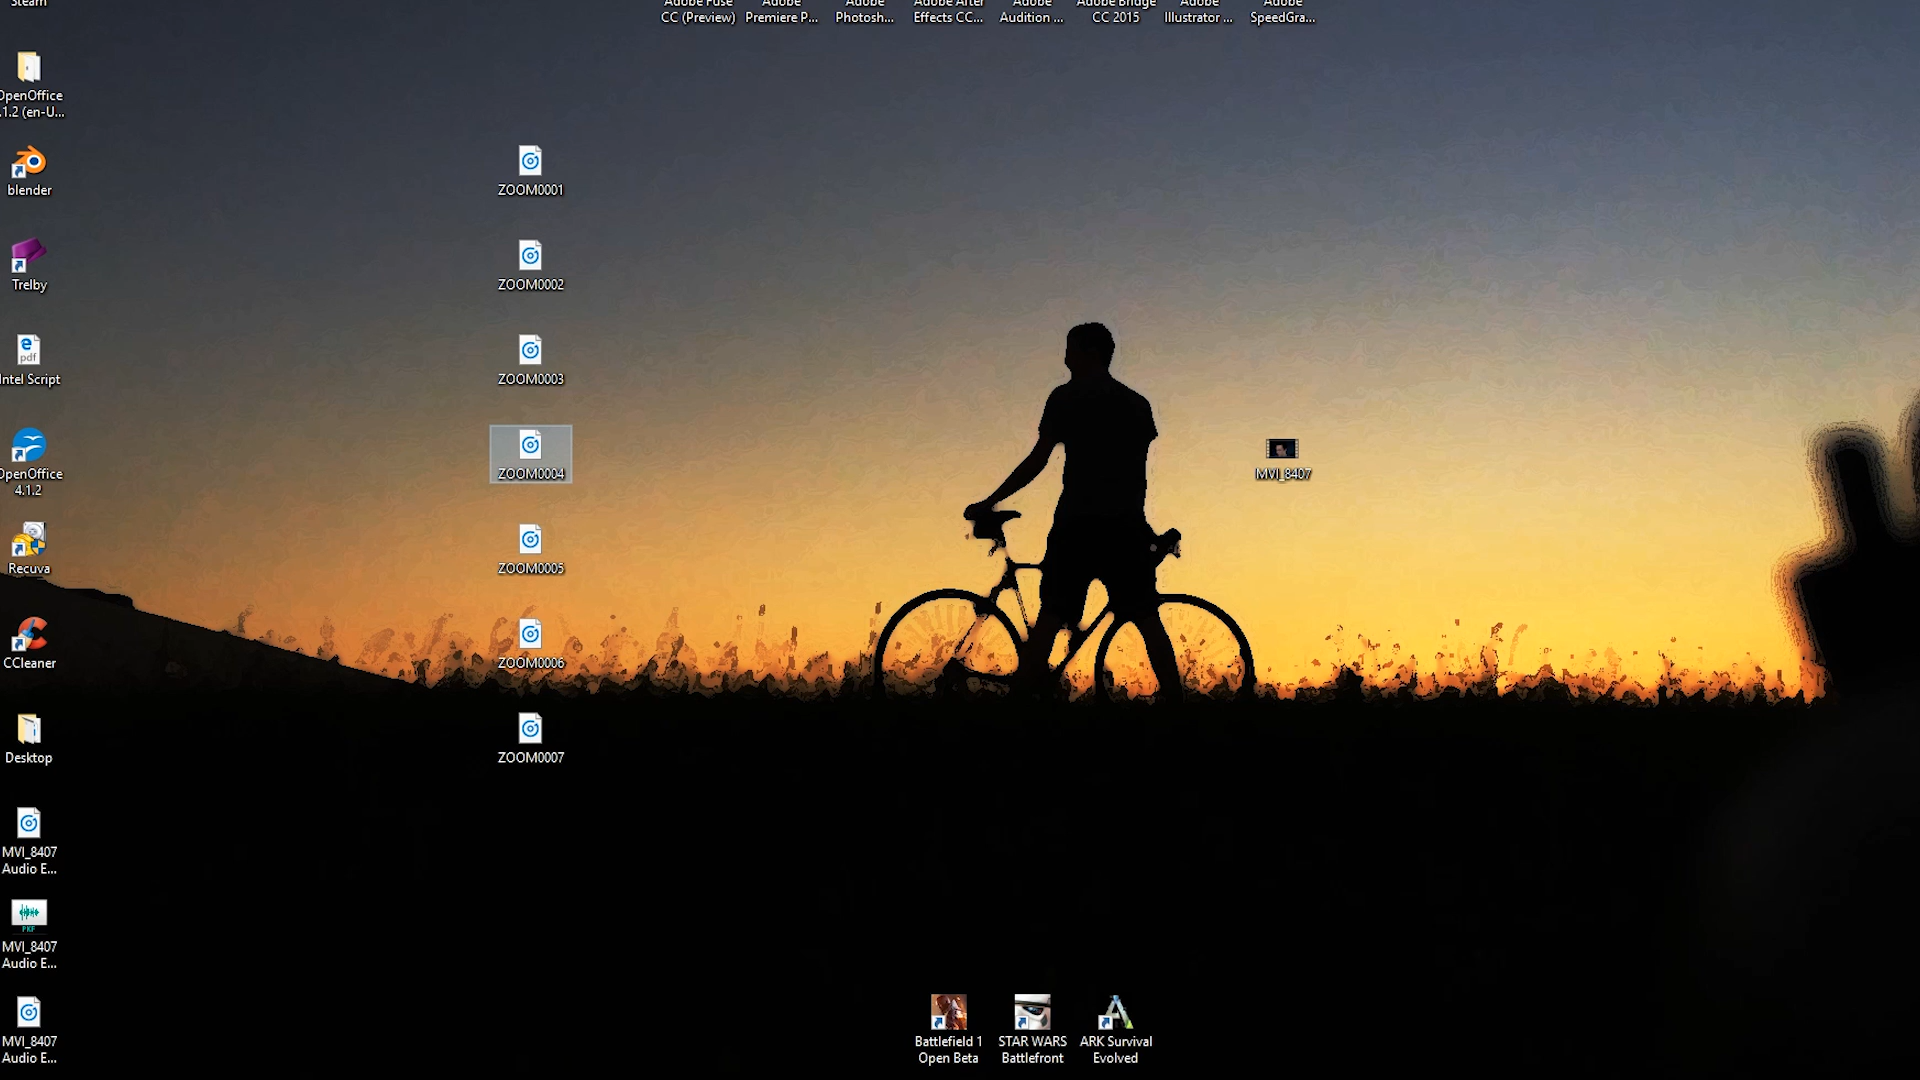 Steam
Adobe Fuse
CC (Preview)
Adobe
Premiere P...
Adobe
Photosh...
Adobe After
Effects CC...
Adobe
Audition ...
Adobe Bridge
CC 2015
Adobe
Illustrator ...
Adobe
SpeedGra...
OpenOffice
.1.2 (en-U...
blender
Trelby
pdf
Intel Script
OpenOffice
4.1.2
Recuva
CCleaner
Desktop
MVI_8407
Audio E...
PKF
MVI_8407
Audio E...
MVI_8407
Audio E...
ZOOM0001
ZOOM0002
ZOOM0003
ZOOM0004
ZOOM0005
ZOOM0006
ZOOM0007
MVI_8407
Battlefield 1
Open Beta
STAR WARS
Battlefront
ARK Survival
Evolved